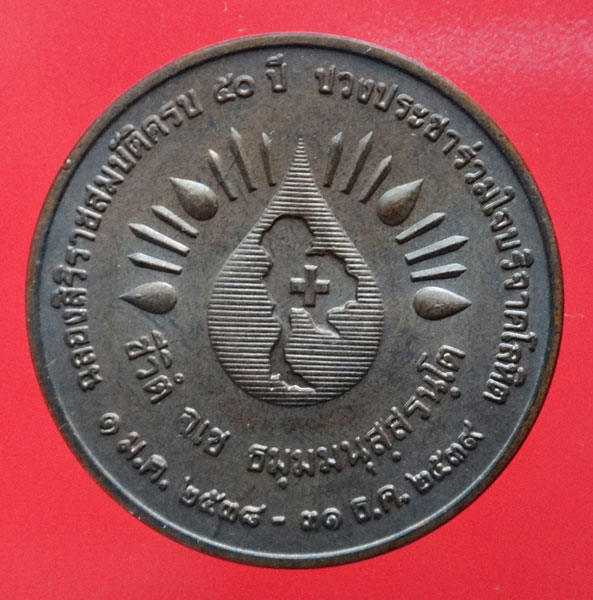 ฉลองสิริราชสมบัติครบ ๕๐ ปี ปวงประชาร่วมใจบริจาคโลหิต
ชีวิตํ จเช ธมฺมมนุสฺสรนฺโต
๑ ม.ค. ๒๕๓๘ - ๓๑ ธ.ค. ๒๕๓๙